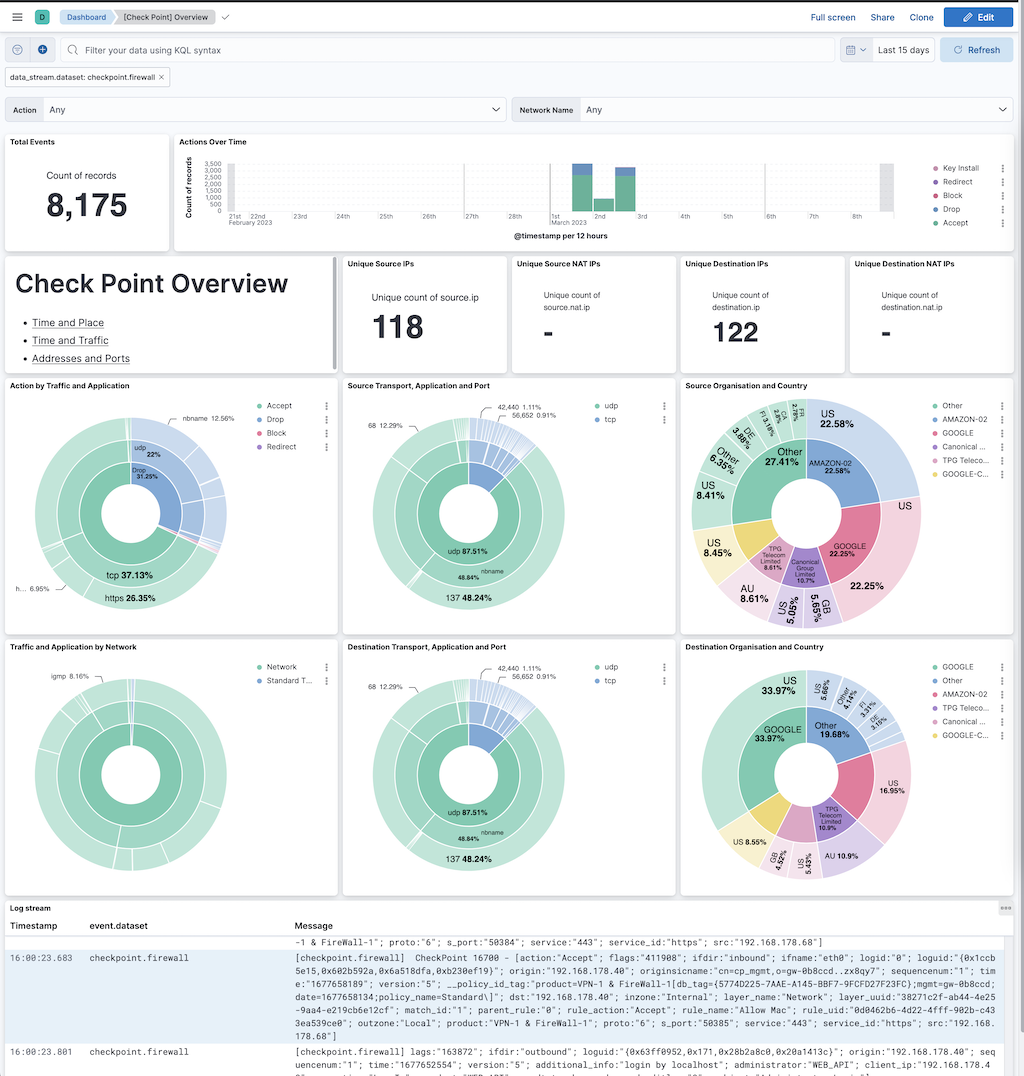 D Dashboard [Check Point] Overview
Full screen Share Clone Edit
Filter your data using KQL syntax
Last 15 days Refresh
data_stream.dataset: checkpoint.firewall ×
Action Any
Network Name Any
Total Events
Count of records
8,175
Actions Over Time
Count of records
3,500
3,000
2,500
2,000
1,500
1,000
500
0
21st 22nd 23rd 24th 25th 26th 27th 28th 1st 2nd 3rd 4th 5th 6th 7th 8th
February 2023 March 2023
@timestamp per 12 hours
Key Install
Redirect
Block
Drop
Accept
Check Point Overview
Time and Place
Time and Traffic
Addresses and Ports
Unique Source IPs
Unique count of source.ip
118
Unique Source NAT IPs
Unique count of
source.nat.ip
-
Unique Destination IPs
Unique count of
destination.ip
122
Unique Destination NAT IPs
Unique count of
destination.nat.ip
-
Action by Traffic and Application
nbname 12.56%
udp
22%
Drop
31.25%
tcp 37.13%
https 26.35%
h... 6.95%
Accept
Drop
Block
Redirect
Source Transport, Application and Port
42,440 1.11%
56,652 0.91%
68 12.29%
udp 87.51%
nbname
48.84%
137 48.24%
udp
tcp
Source Organisation and Country
US
22.58%
AMAZON-02
22.58%
US
22.25%
GOOGLE
22.25%
GB
5.65%
US
5.05%
Canonical
Group
Limited
10.7%
AU
8.61%
TPG
Telecom
Limited
8.61%
US
8.45%
US
8.41%
Other
6.35%
DE
3.88%
FI
3.18%
CA
2.8%
FR
2.78%
Other
27.41%
Other
AMAZON-02
GOOGLE
Canonical ...
TPG Teleco...
GOOGLE-C...
Traffic and Application by Network
igmp 8.16%
Network
Standard T...
Destination Transport, Application and Port
42,440 1.11%
56,652 0.91%
68 12.29%
udp 87.51%
nbname
48.84%
137 48.24%
udp
tcp
Destination Organisation and Country
US
33.97%
GOOGLE
33.97%
US
5.66%
Other
4.14%
FI
3.31%
DE
3.15%
Other
19.68%
US
16.95%
TPG
Telecom
Limited
10.9%
AU 10.9%
US
5.43%
GB
4.52%
US 8.55%
GOOGLE
Other
AMAZON-02
TPG Teleco...
Canonical ...
GOOGLE-C...
Log stream
Timestamp event.dataset Message
-1 & FireWall-1"; proto:"6"; s_port:"50384"; service:"443"; service_id:"https"; src:"192.168.178.68"]
16:00:23.683 checkpoint.firewall [checkpoint.firewall] CheckPoint 16700 - [action:"Accept"; flags:"411908"; ifdir:"inbound"; ifname:"eth0"; logid:"0"; loguid:"{0x1ccb
5e15,0x602b592a,0x6a518dfa,0xb230ef19}"; origin:"192.168.178.40"; originsicname:"cn=cp_mgmt,o=gw-0b8ccd..zx8qy7"; sequencenum:"1"; tim
e:"1677658189"; version:"5"; __policy_id_tag:"product=VPN-1 & FireWall-1[db_tag={5774D225-7AAE-A145-BBF7-9FCFD27F23FC};mgmt=gw-0b8ccd;
date=1677658134;policy_name=Standard\]"; dst:"192.168.178.40"; inzone:"Internal"; layer_name:"Network"; layer_uuid:"38271c2f-ab44-4e25
-9aa4-e219cb6e12cf"; match_id:"1"; parent_rule:"0"; rule_action:"Accept"; rule_name:"Allow Mac"; rule_uid:"0d0462b6-4d22-4fff-902b-c43
3ea539ce0"; outzone:"Local"; product:"VPN-1 & FireWall-1"; proto:"6"; s_port:"50385"; service:"443"; service_id:"https"; src:"192.168.
178.68"]
16:00:23.801 checkpoint.firewall [checkpoint.firewall] lags:"163872"; ifdir:"outbound"; loguid:"{0x63ff0952,0x171,0x28b2a8c0,0x20a1413c}"; origin:"192.168.178.40"; seq
uencenum:"1"; time:"1677652554"; version:"5"; additional_info:"login by localhost"; administrator:"WEB_API"; client_ip:"192.168.178.4